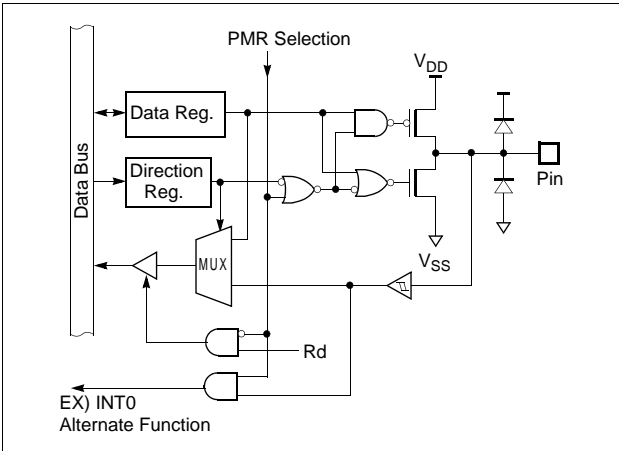 PMR Selection
V_DD
Data Reg.
Direction
Reg.
Data Bus
Pin
MUX
V_SS
Rd
EX) INT0
Alternate Function